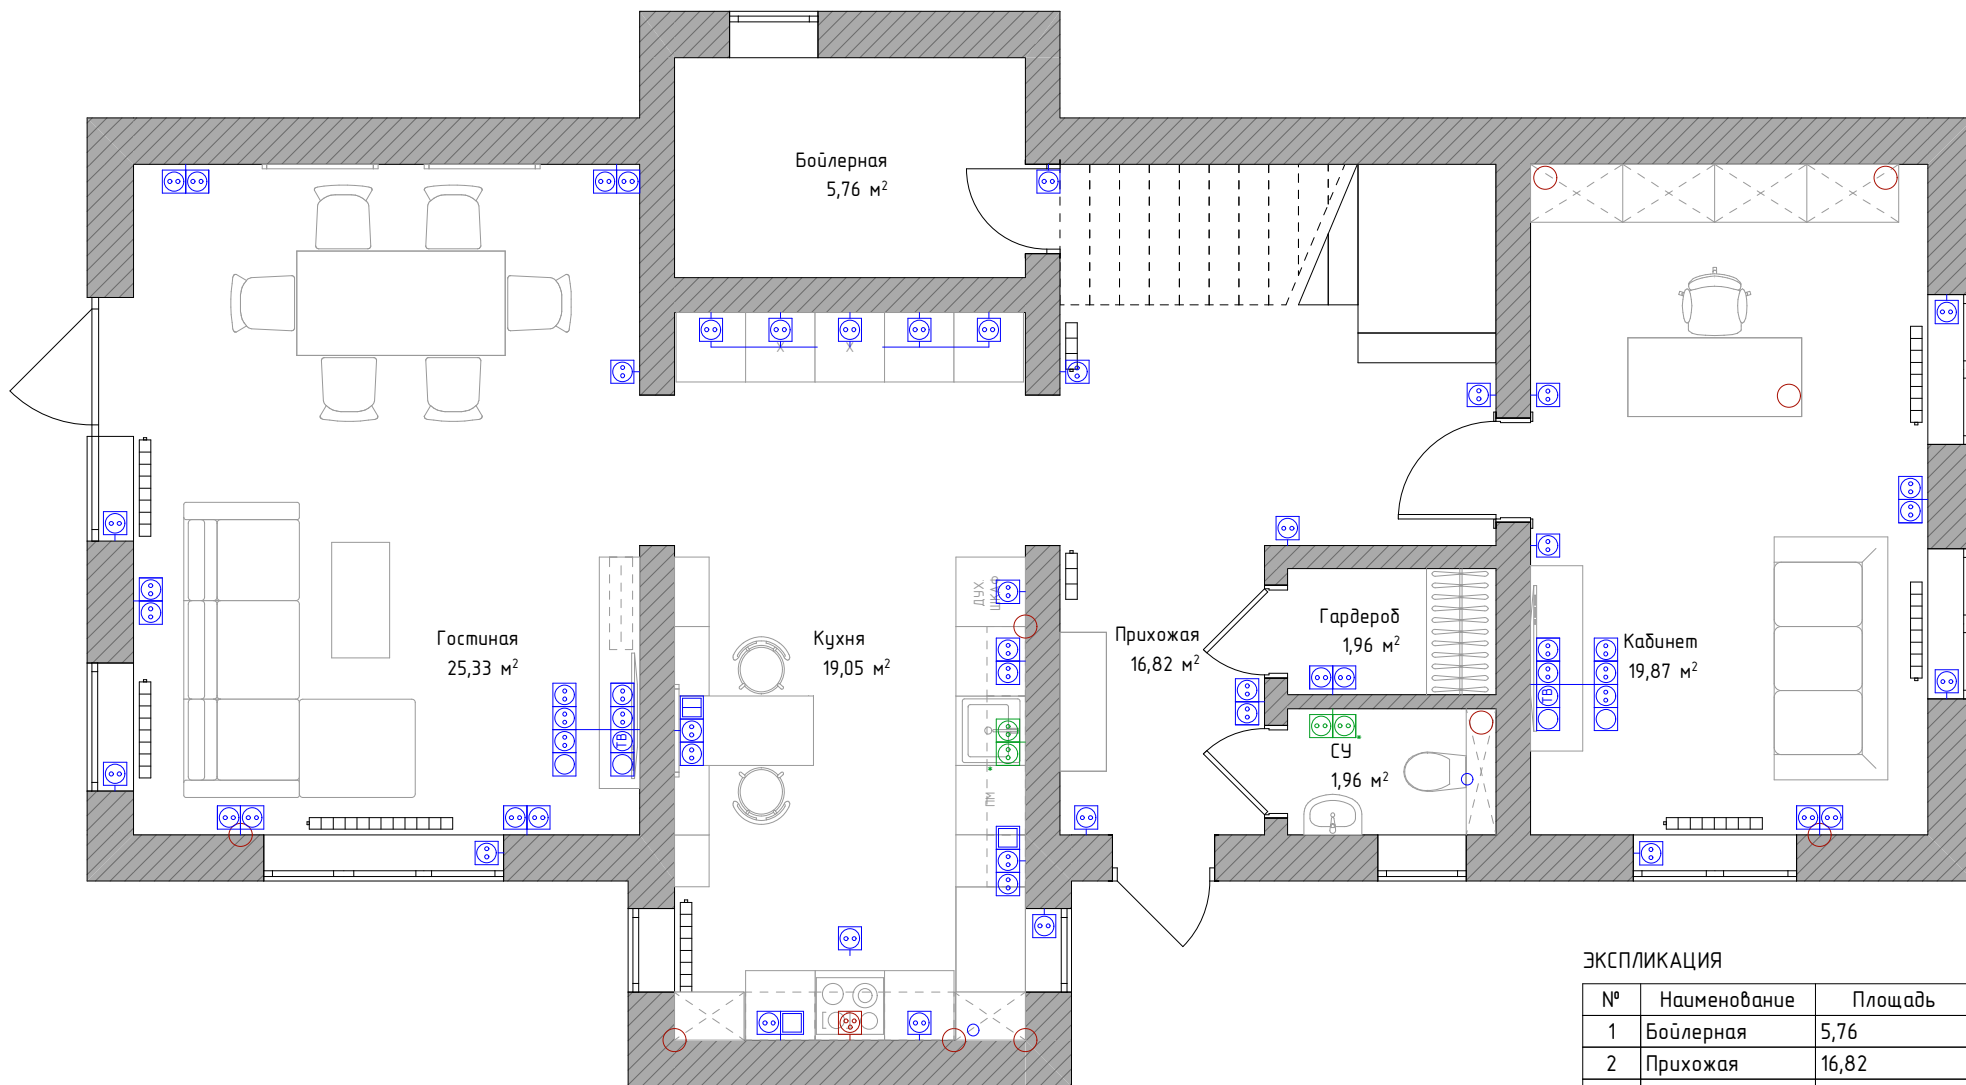 Бойлерная
5,76 м²
Гостиная
25,33 м²
Кухня
19,05 м²
Прихожая
16,82 м²
Гардероб
1,96 м²
СУ
1,96 м²
Кабинет
19,87 м²
ДУХ.
ШКАФ
ПМ
ТВ
ТВ
X
X
ЭКСПЛИКАЦИЯ
№ Наименование Площадь
1 Бойлерная 5,76
2 Прихожая 16,82